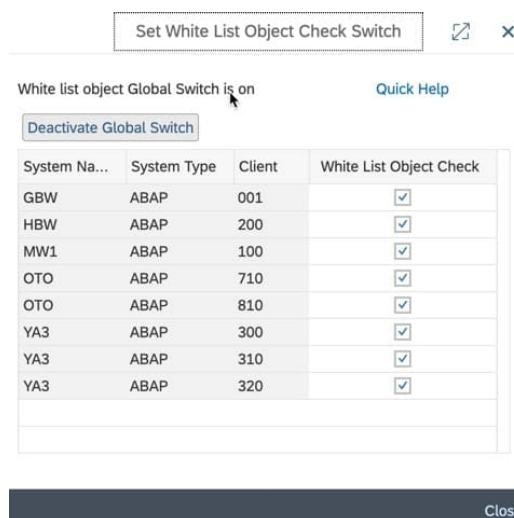 Set White List Object Check Switch
White list object Global Switch is on Quick Help
Deactivate Global Switch
System Na... System Type Client White List Object Check
GBW ABAP 001
HBW ABAP 200
MW1 ABAP 100
OTO ABAP 710
OTO ABAP 810
YA3 ABAP 300
YA3 ABAP 310
YA3 ABAP 320
Clos